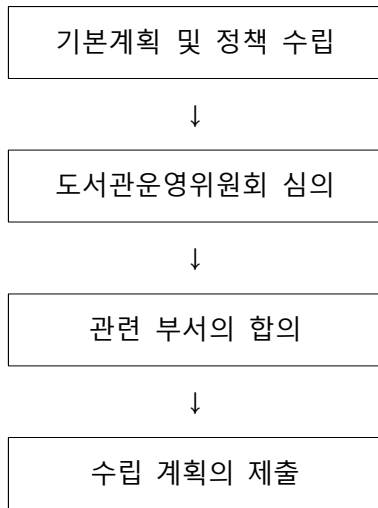 기본계획 및 정책 수립
↓
도서관운영위원회 심의
↓
관련 부서의 합의
↓
수립 계획의 제출